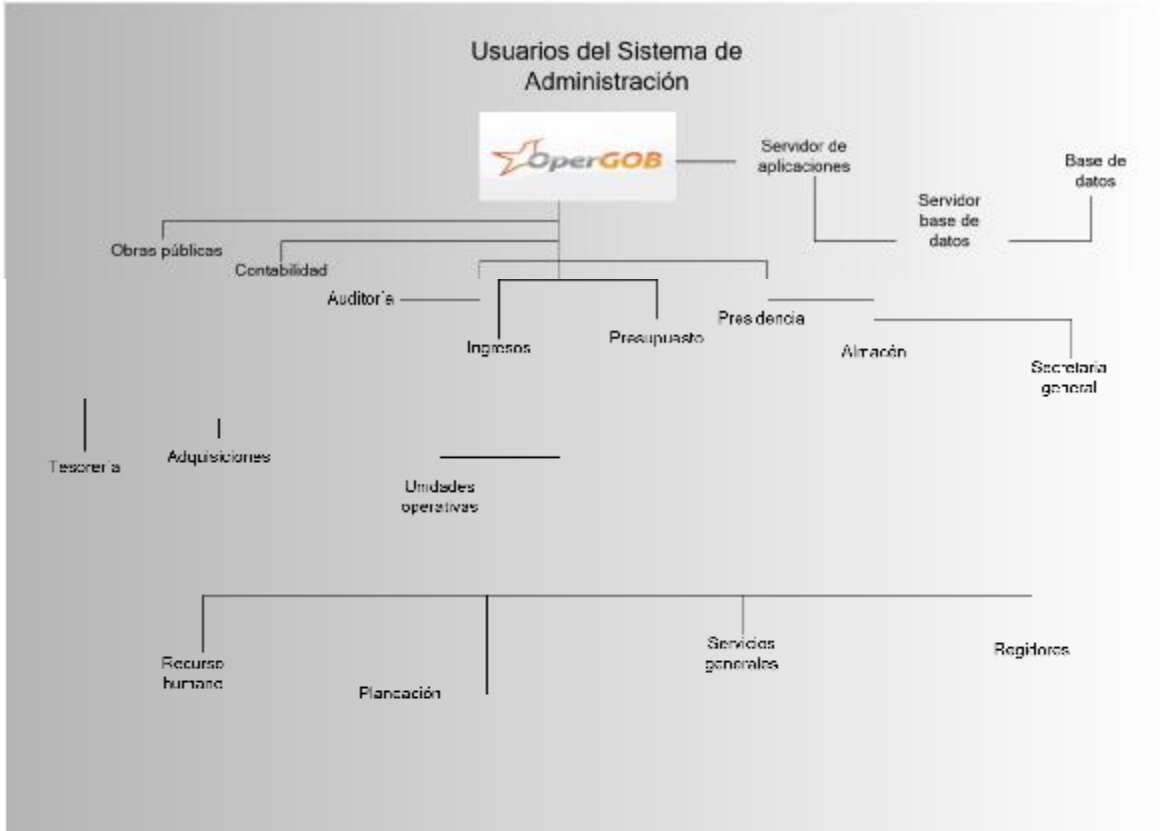 Usuarios del Sistema de
Administración
OperGOB
Servidor de
aplicaciones
Base de
datos
Servidor
base de
datos
Obras públicas
Contabilidad
Auditoría
Ingresos
Presupuesto
Presidencia
Almacén
Secretaria
general
Tesorería
Adquisiciones
Unidades
operativas
Recurso
humano
Planeación
Servicios
generales
Regidores